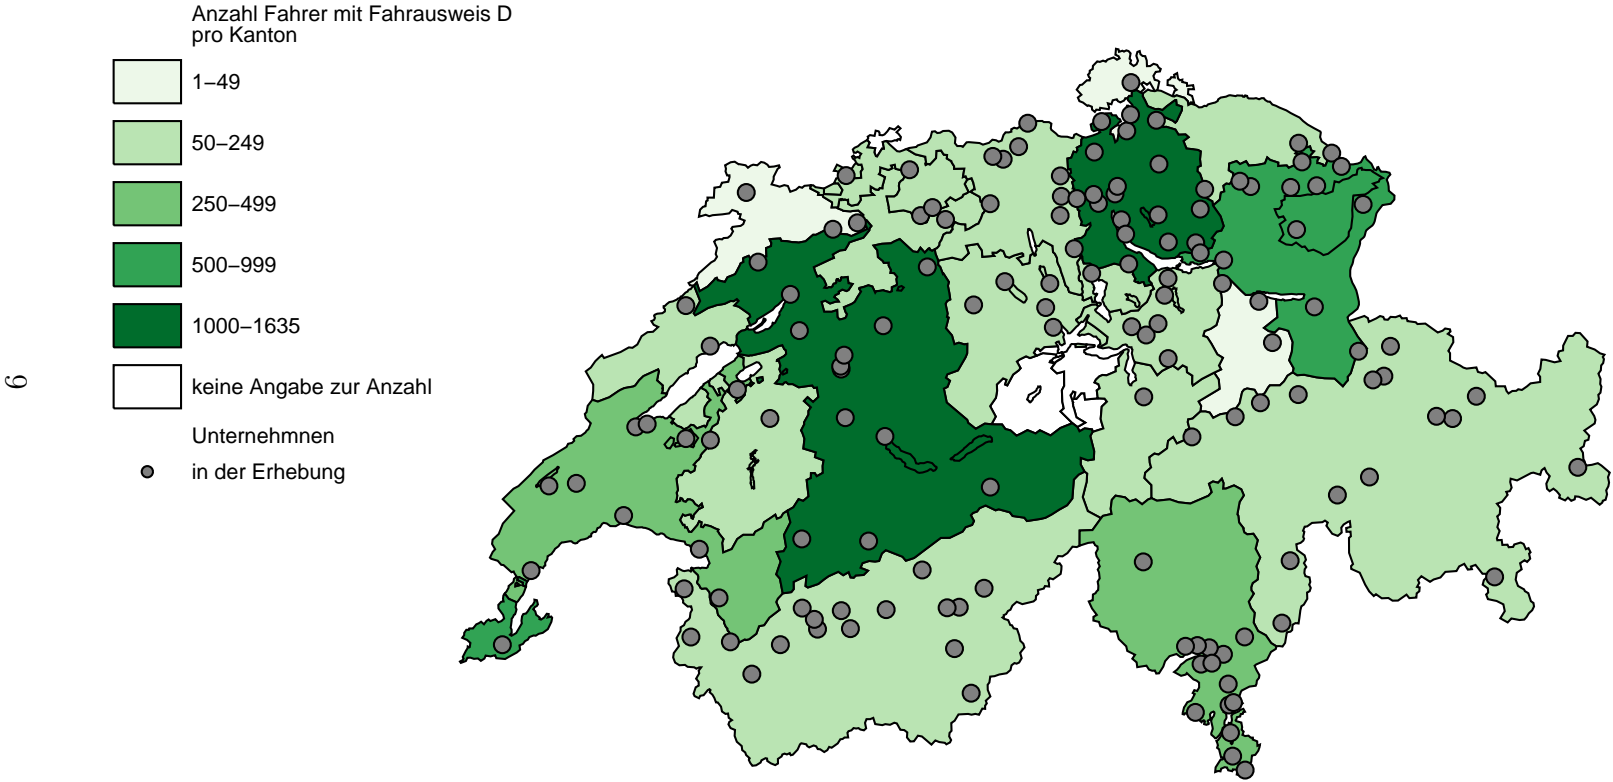 Anzahl Fahrer mit Fahrausweis D
pro Kanton
1–49
50–249
250–499
500–999
1000–1635
keine Angabe zur Anzahl
Unternehmnen
in der Erhebung
9